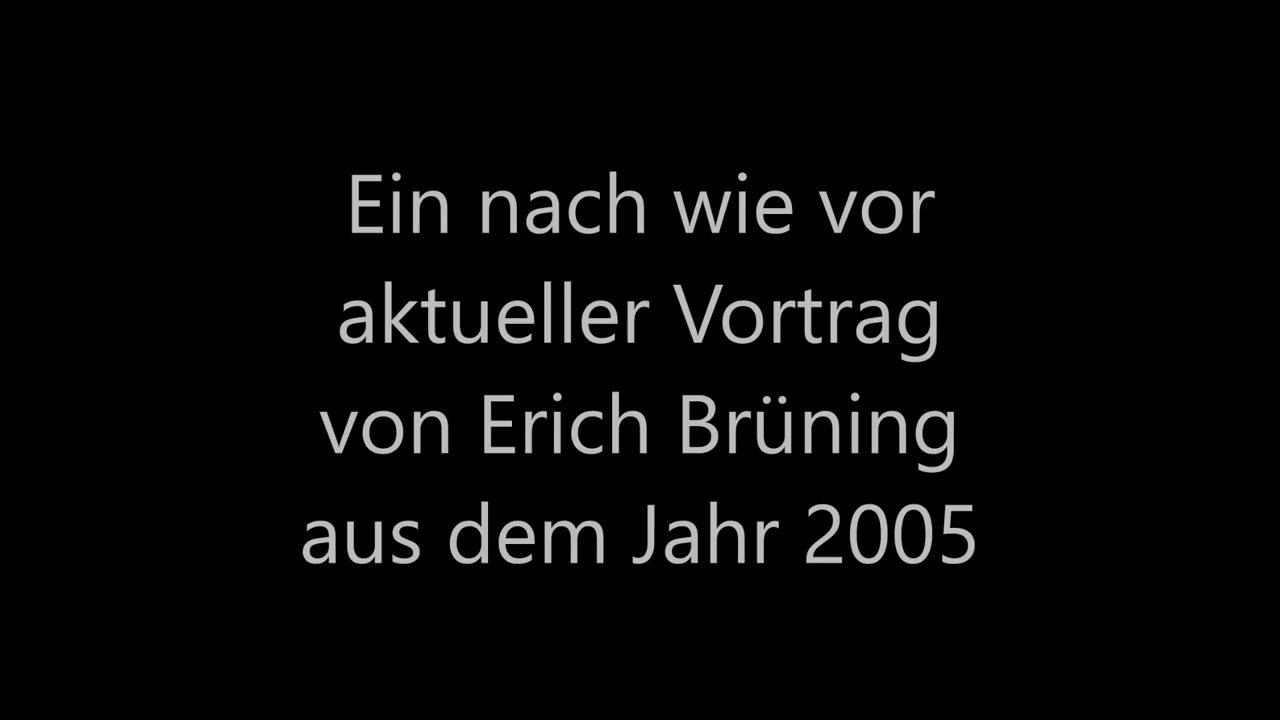 Ein nach wie vor
aktueller Vortrag
von Erich Brüning
aus dem Jahr 2005